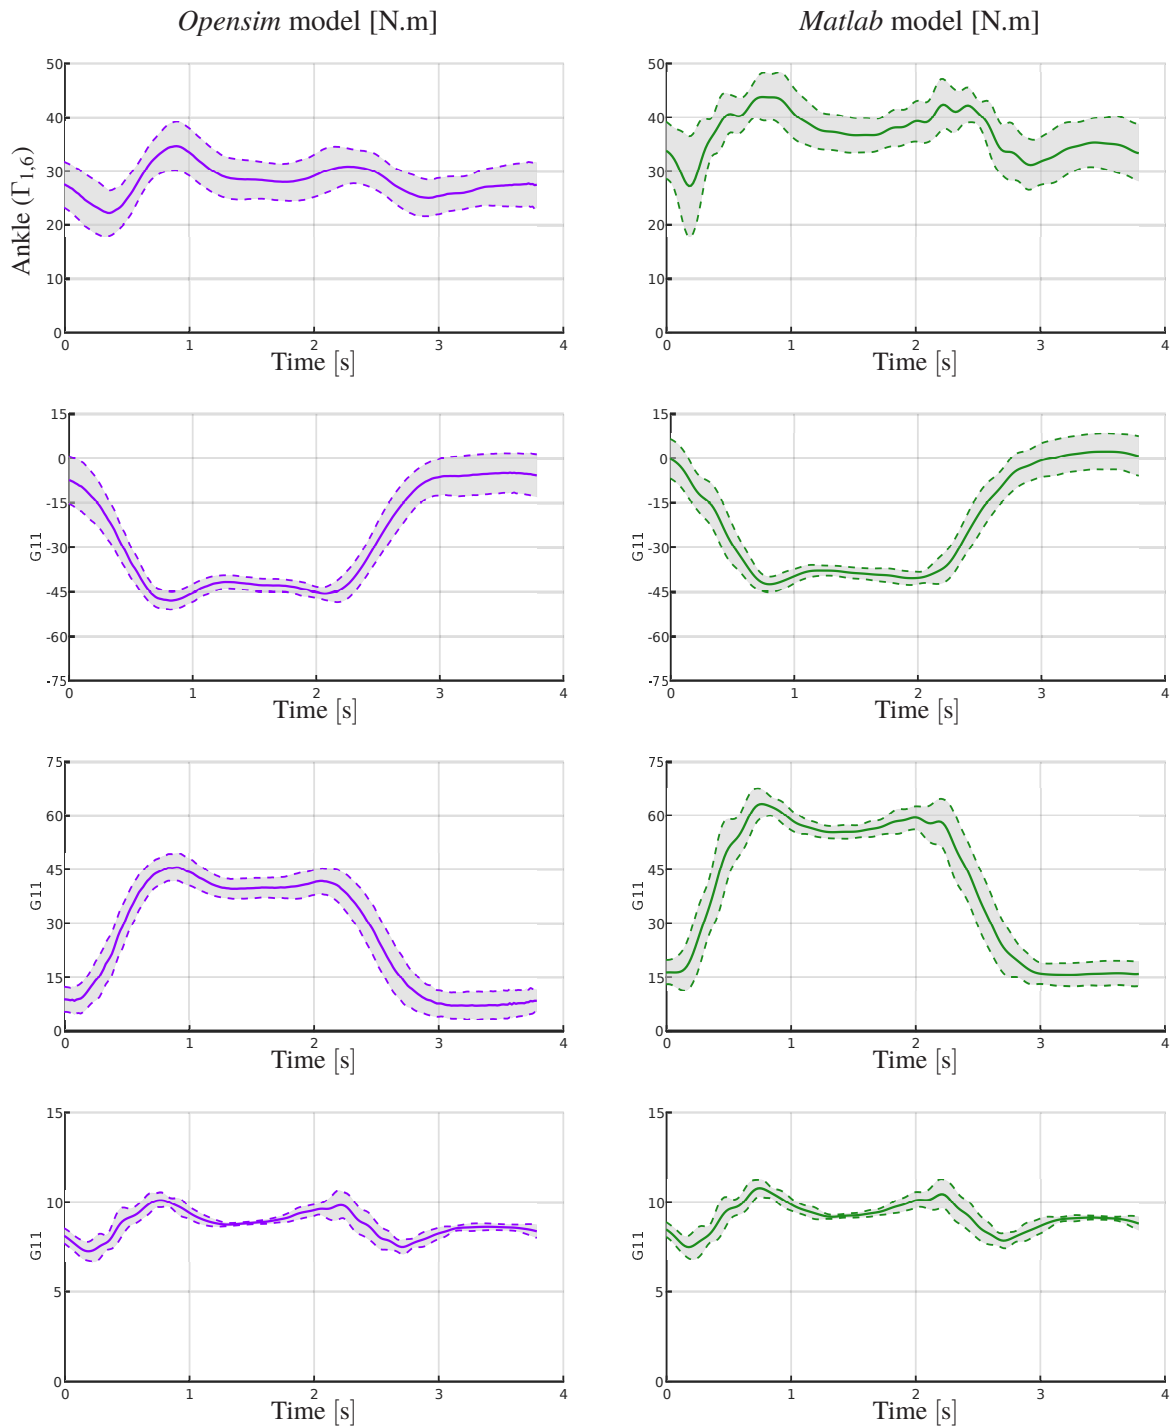 Opensim model [N.m] Matlab model [N.m]
Ankle (Γ1,6)
50 40 30 20 10 0
0 1 2 3 4
Time [s]
50 40 30 20 10 0
0 1 2 3 4
Time [s]
G11
15 0 -15 -30 -45 -60 -75
0 1 2 3 4
Time [s]
G11
15 0 -15 -30 -45 -60 -75
0 1 2 3 4
Time [s]
G11
75 60 45 30 15 0
0 1 2 3 4
Time [s]
G11
75 60 45 30 15 0
0 1 2 3 4
Time [s]
G11
15 10 5 0
0 1 2 3 4
Time [s]
G11
15 10 5 0
0 1 2 3 4
Time [s]